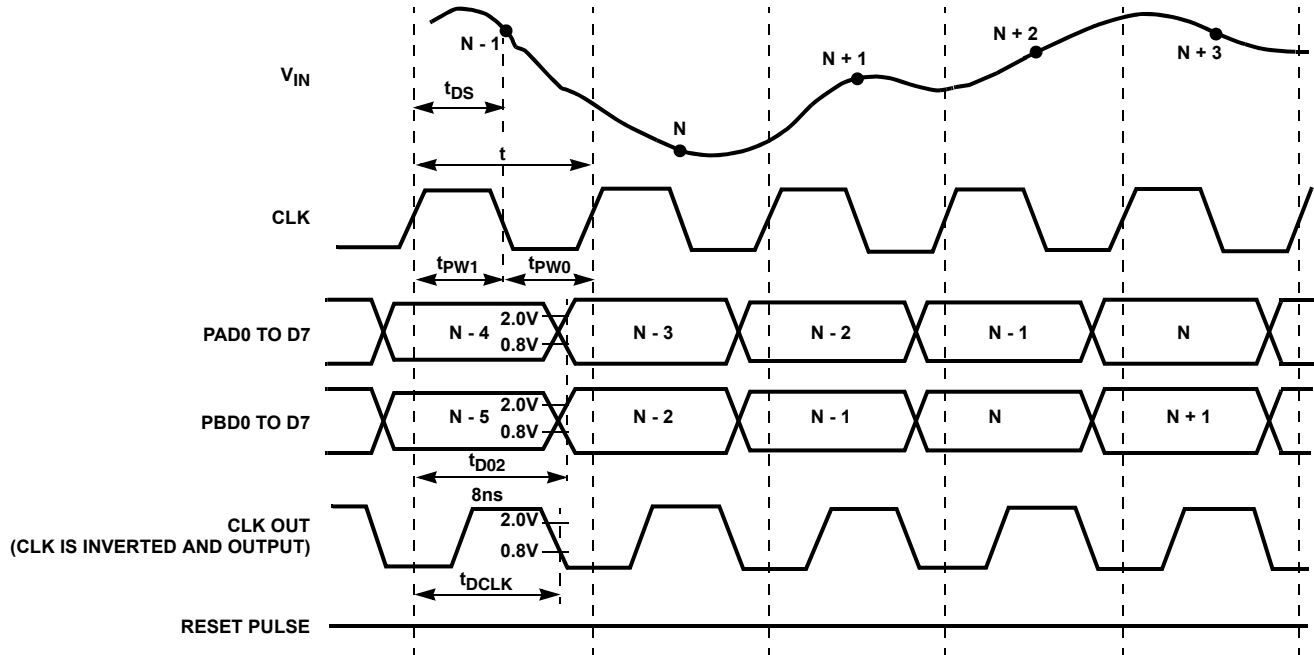 V_IN
N - 1
N
N + 1
N + 2
N + 3
t_DS
t
CLK
t_PW1
t_PW0
PAD0 TO D7
N - 4
2.0V
0.8V
N - 3
N - 2
N - 1
N
PBD0 TO D7
N - 5
2.0V
0.8V
N - 2
N - 1
N
N + 1
t_D02
8ns
CLK OUT
(CLK IS INVERTED AND OUTPUT)
2.0V
0.8V
t_DCLK
RESET PULSE